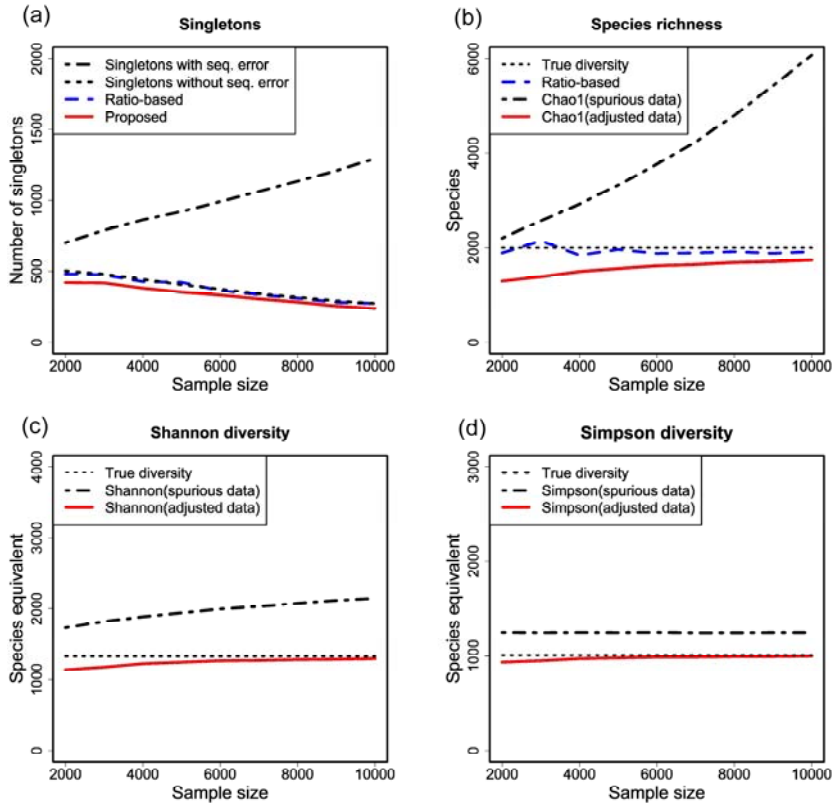 (a)
Singletons
Number of singletons
0
500
1000
1500
2000
Singletons with seq. error
Singletons without seq. error
Ratio-based
Proposed
2000 4000 6000 8000 10000
Sample size
(b)
Species richness
Species
0
2000
4000
6000
True diversity
Ratio-based
Chao1(spurious data)
Chao1(adjusted data)
2000 4000 6000 8000 10000
Sample size
(c)
Shannon diversity
Species equivalent
0
1000
2000
3000
4000
True diversity
Shannon(spurious data)
Shannon(adjusted data)
2000 4000 6000 8000 10000
Sample size
(d)
Simpson diversity
Species equivalent
0
1000
2000
3000
True diversity
Simpson(spurious data)
Simpson(adjusted data)
2000 4000 6000 8000 10000
Sample size